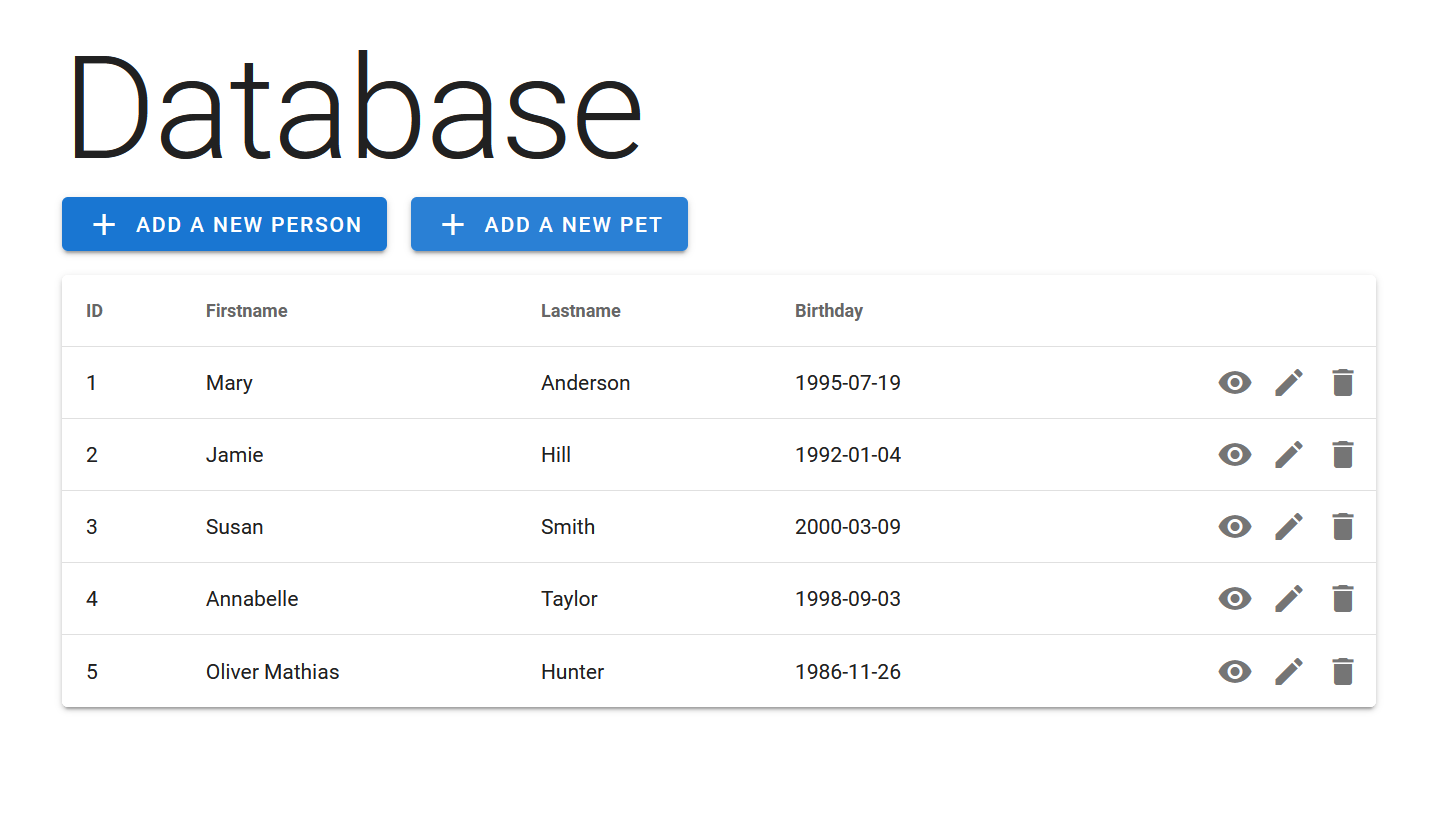 Database
ADD A NEW PERSON ADD A NEW PET
ID Firstname Lastname Birthday
1 Mary Anderson 1995-07-19
2 Jamie Hill 1992-01-04
3 Susan Smith 2000-03-09
4 Annabelle Taylor 1998-09-03
5 Oliver Mathias Hunter 1986-11-26